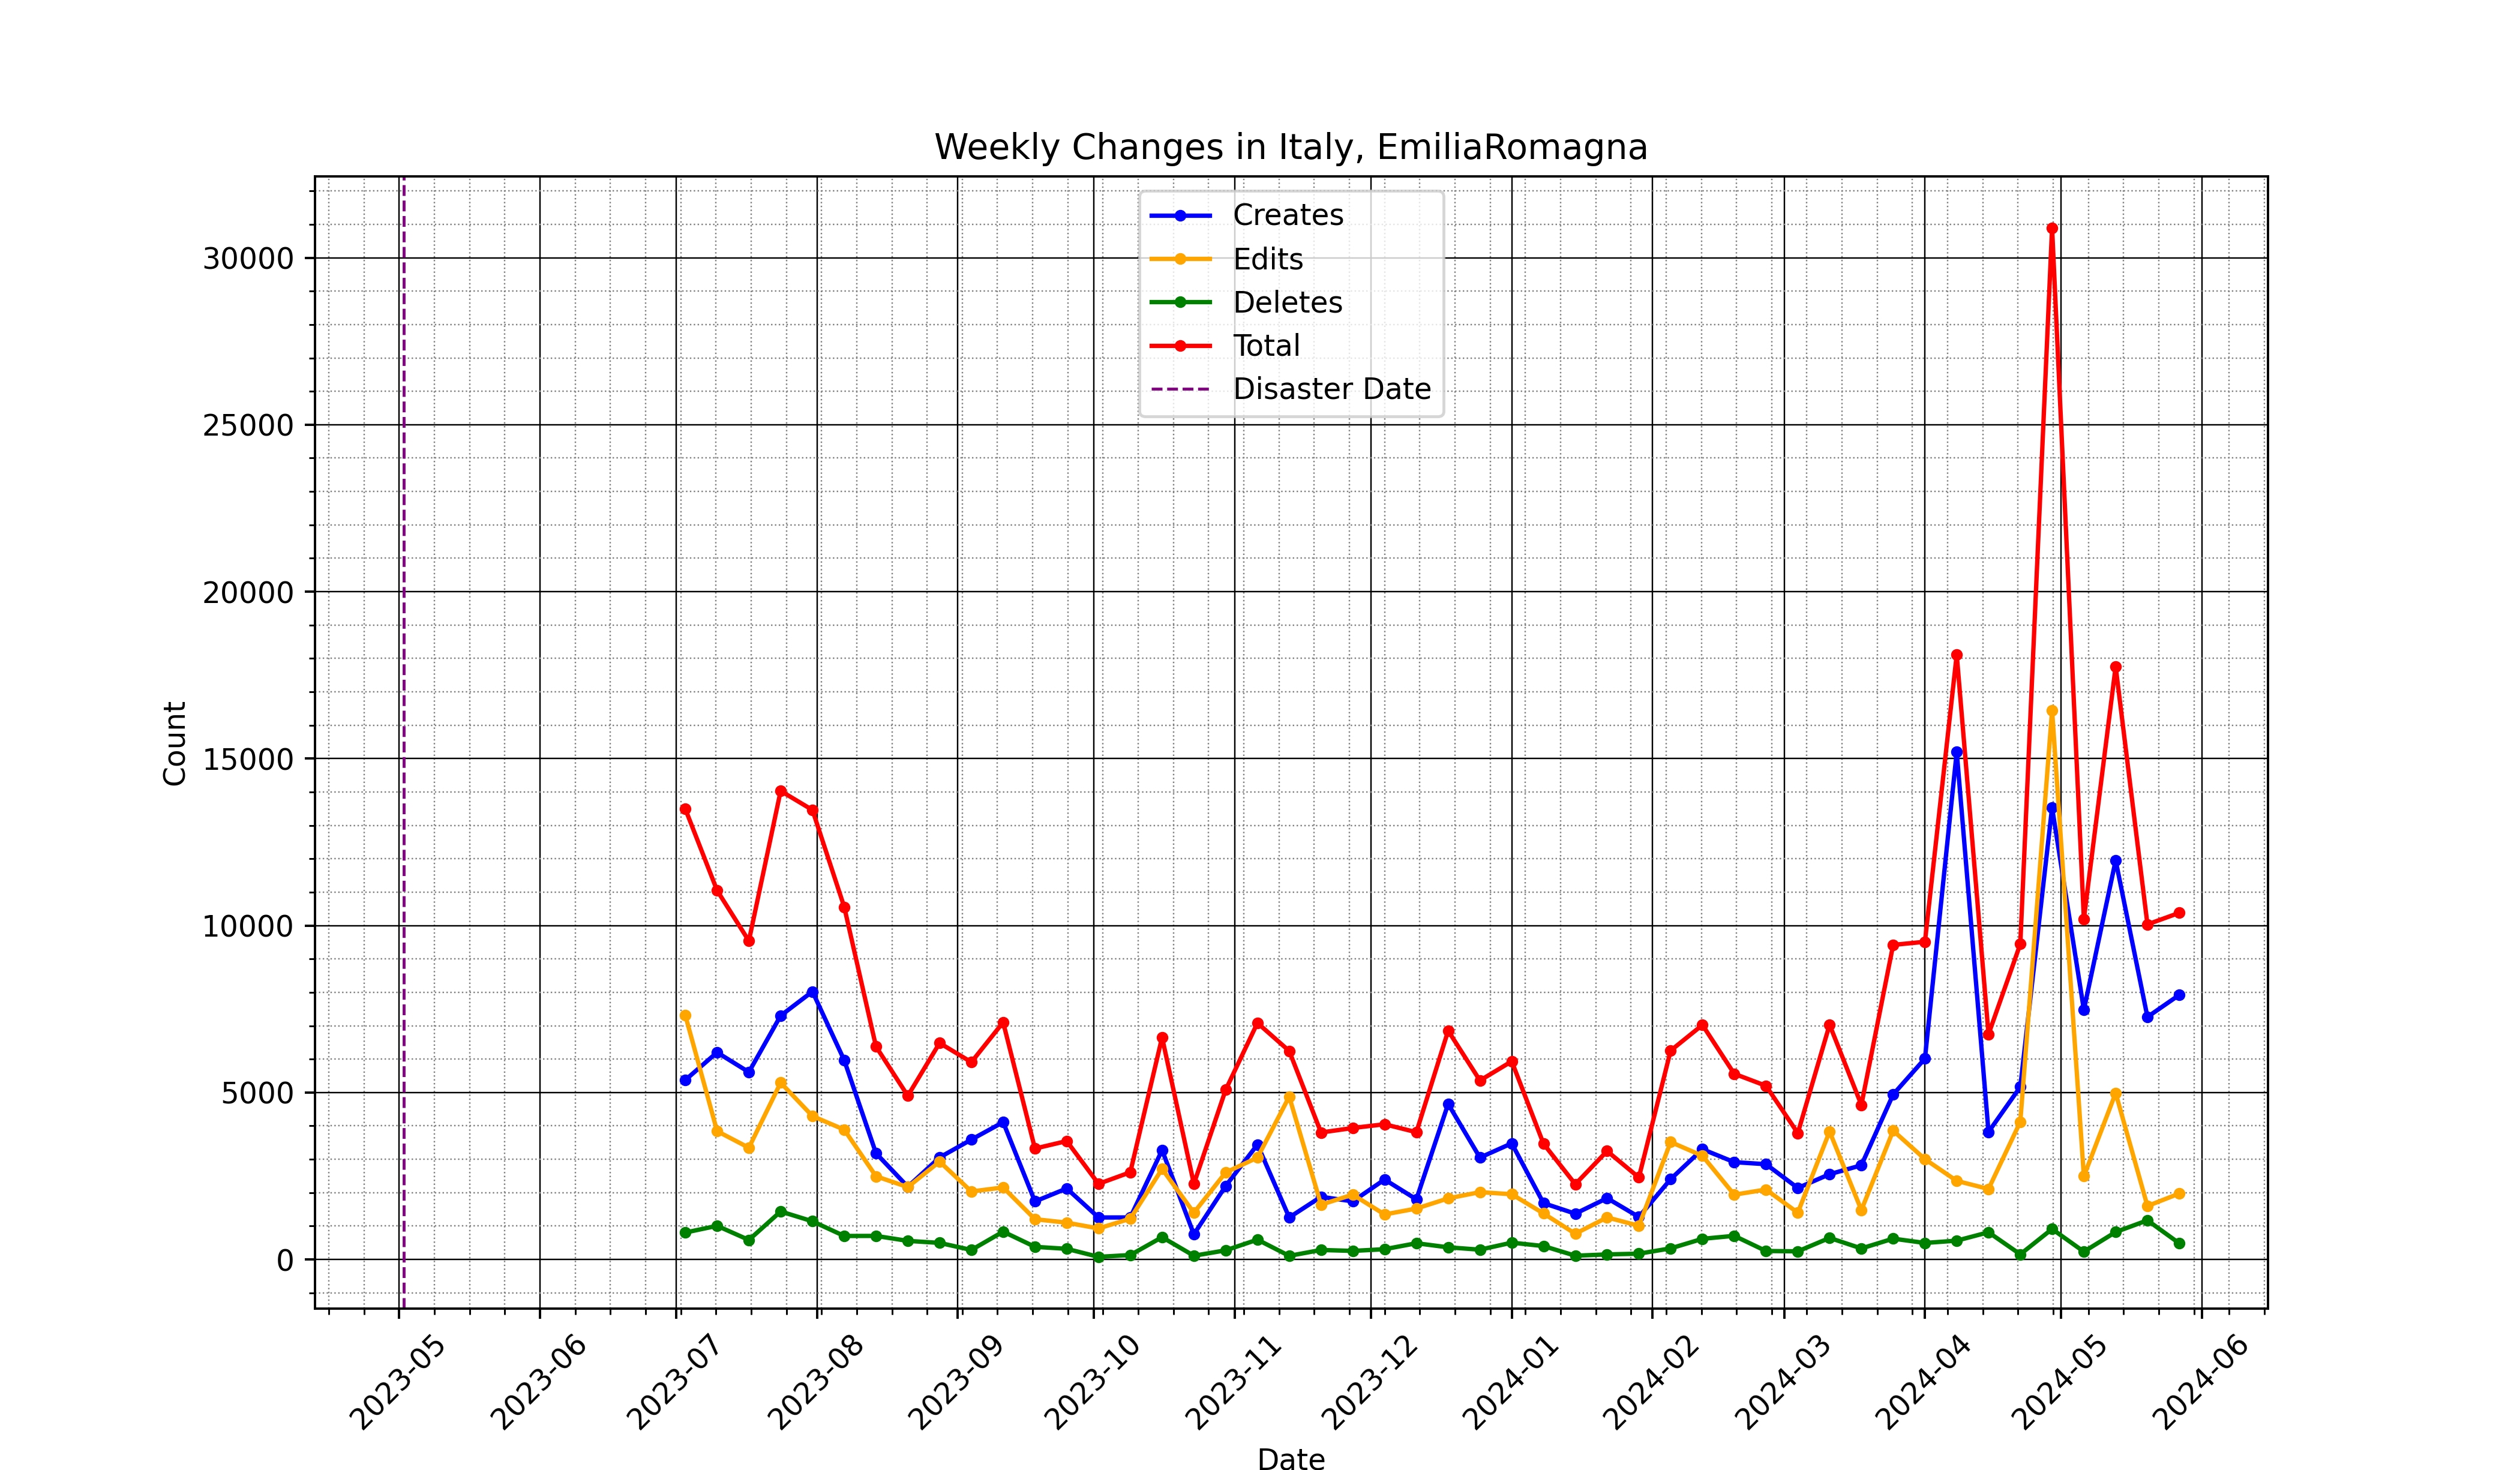 Weekly Changes in Italy, EmiliaRomagna
Creates
Edits
Deletes
Total
Disaster Date
Count
30000
25000
20000
15000
10000
5000
0
2023-05
2023-06
2023-07
2023-08
2023-09
2023-10
2023-11
2023-12
2024-01
2024-02
2024-03
2024-04
2024-05
2024-06
Date